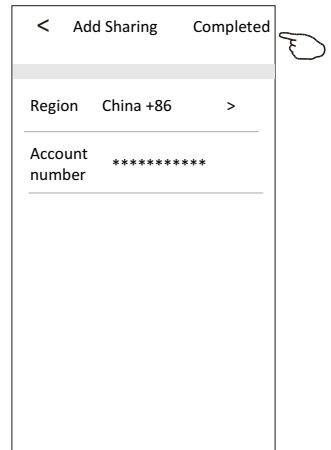 < Add Sharing Completed
Region China +86 >
Account number ***********